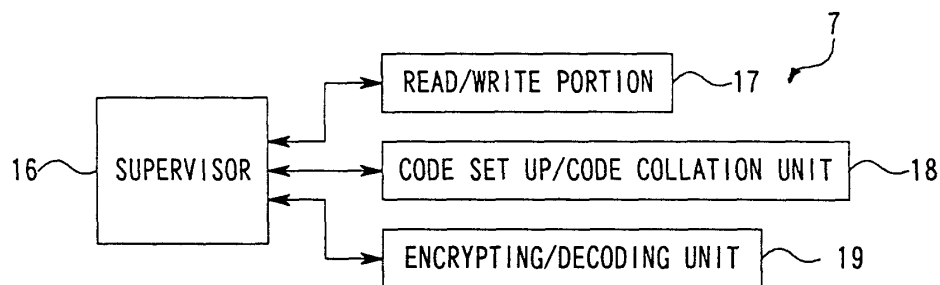 7
READ/WRITE PORTION 17
16 SUPERVISOR CODE SET UP/CODE COLLATION UNIT 18
ENCRYPTING/DECODING UNIT 19